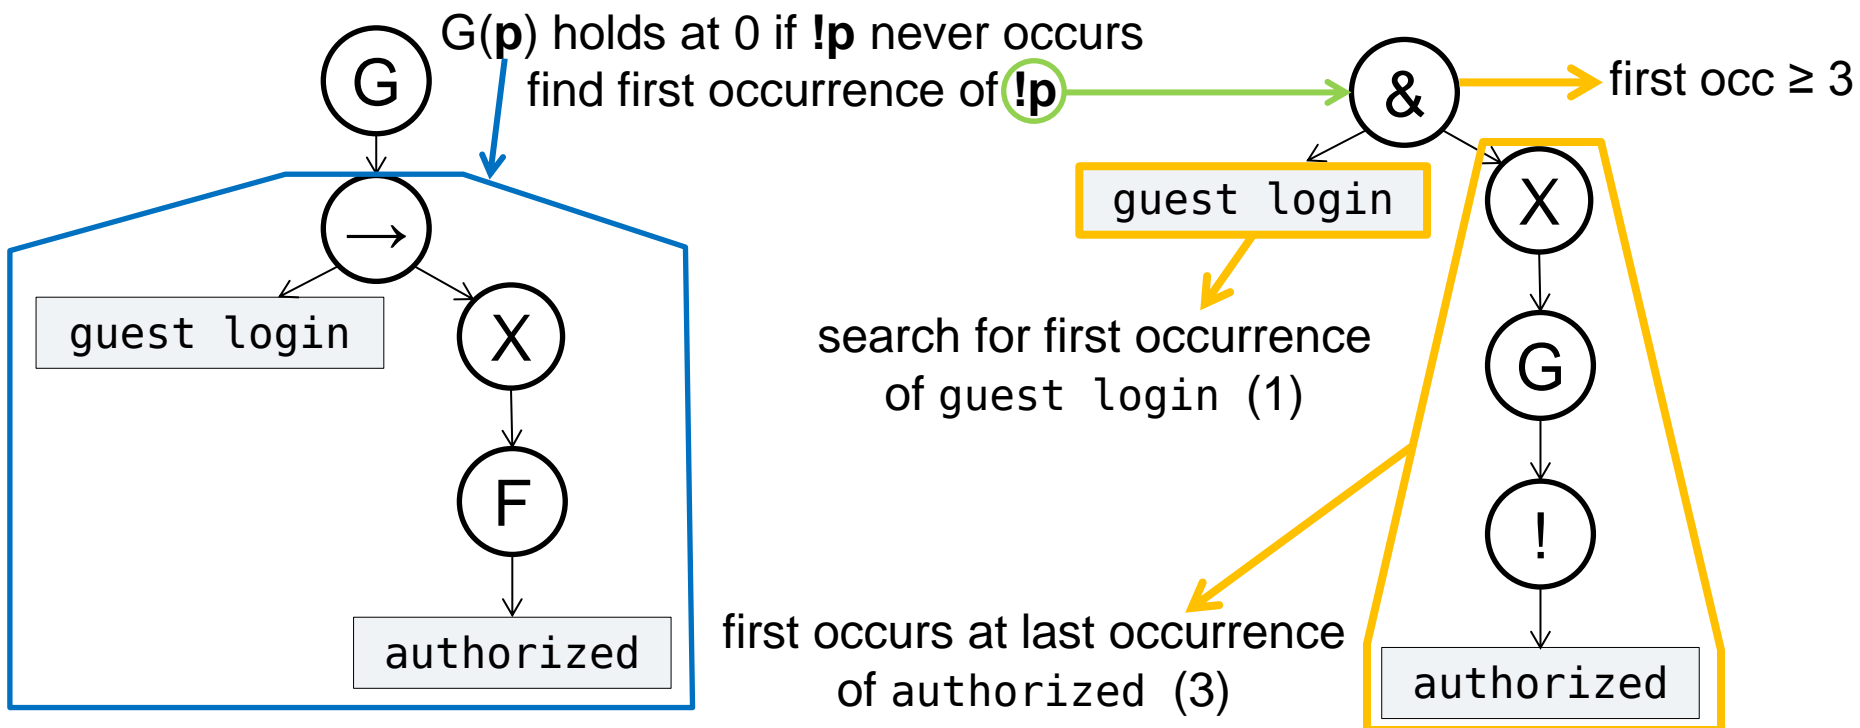 G(p) holds at 0 if !p never occurs
find first occurrence of !p
G
→
guest login
X
F
authorized
&
first occ ≥ 3
guest login
X
search for first occurrence
of guest login (1)
G
!
first occurs at last occurrence
of authorized (3)
authorized